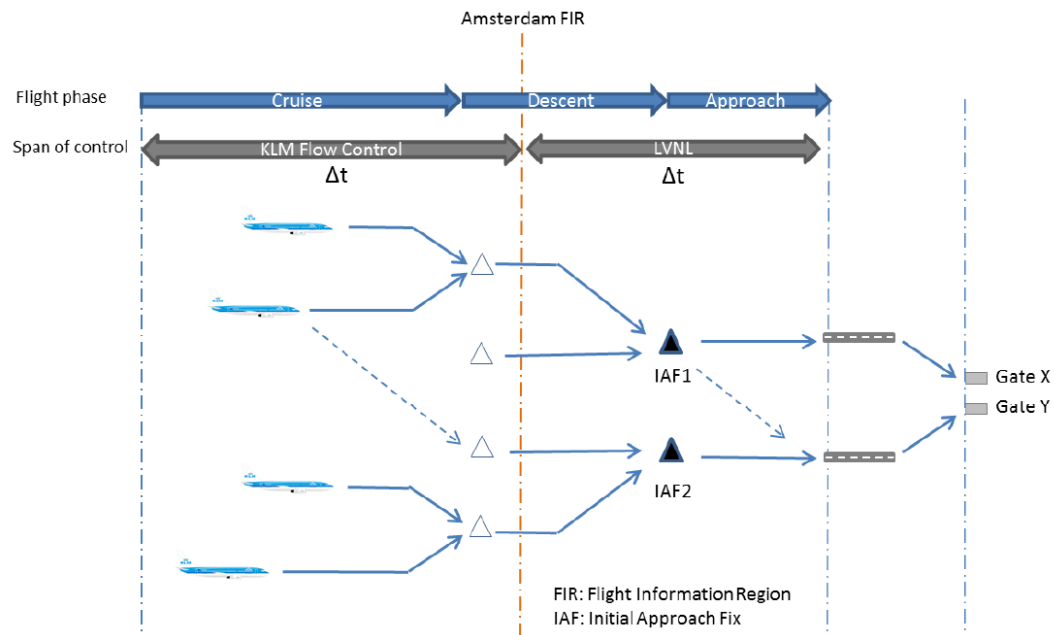 Amsterdam FIR
Flight phase
Cruise
Descent
Approach
Span of control
KLM Flow Control
LVNL
Δt
Δt
IAF1
Gate X
Gate Y
IAF2
FIR: Flight Information Region
IAF: Initial Approach Fix